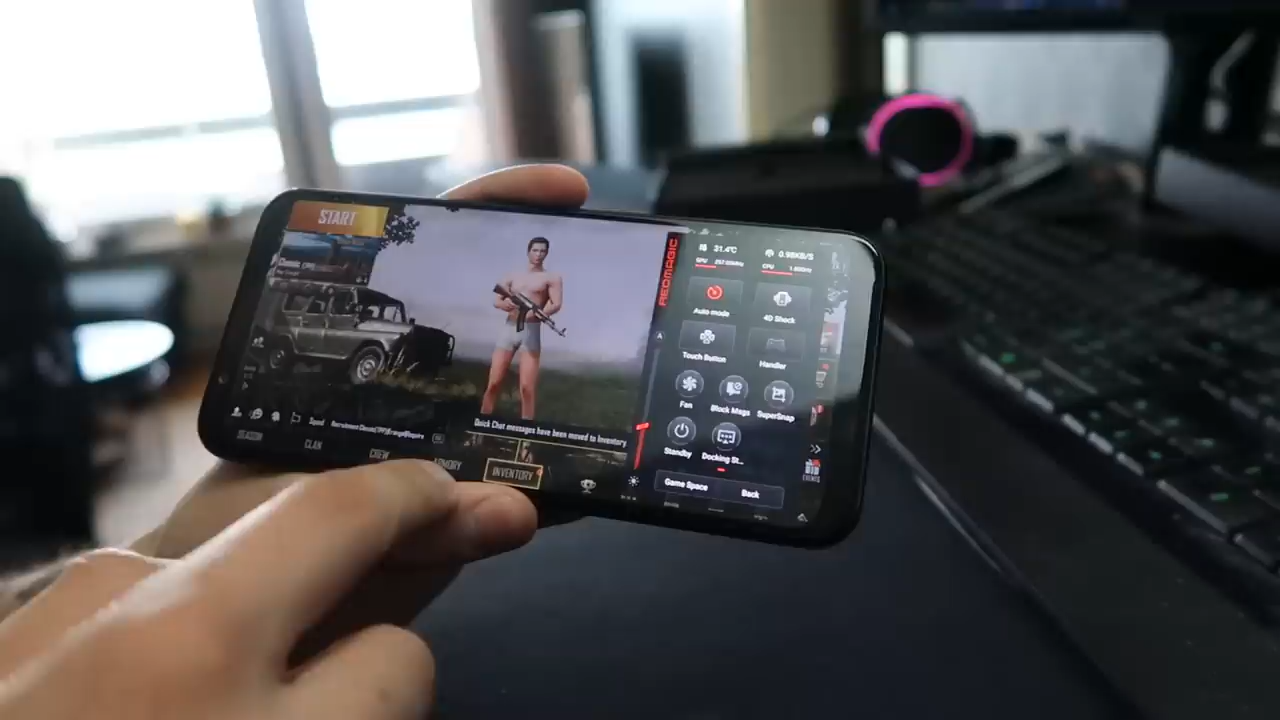 START
Classic
SEASON
CLAN
CREW
ARMORY
INVENTORY
Squad
Quick Chat messages have been moved to Inventory
REDMAGIC
31.4℃
0.98KB/S
GPU
CPU
Auto mode
4D Shock
Touch Button
Handler
Fan
Block Msgs
SuperSnap
Standby
Docking St...
Game Space
Back
EVENTS